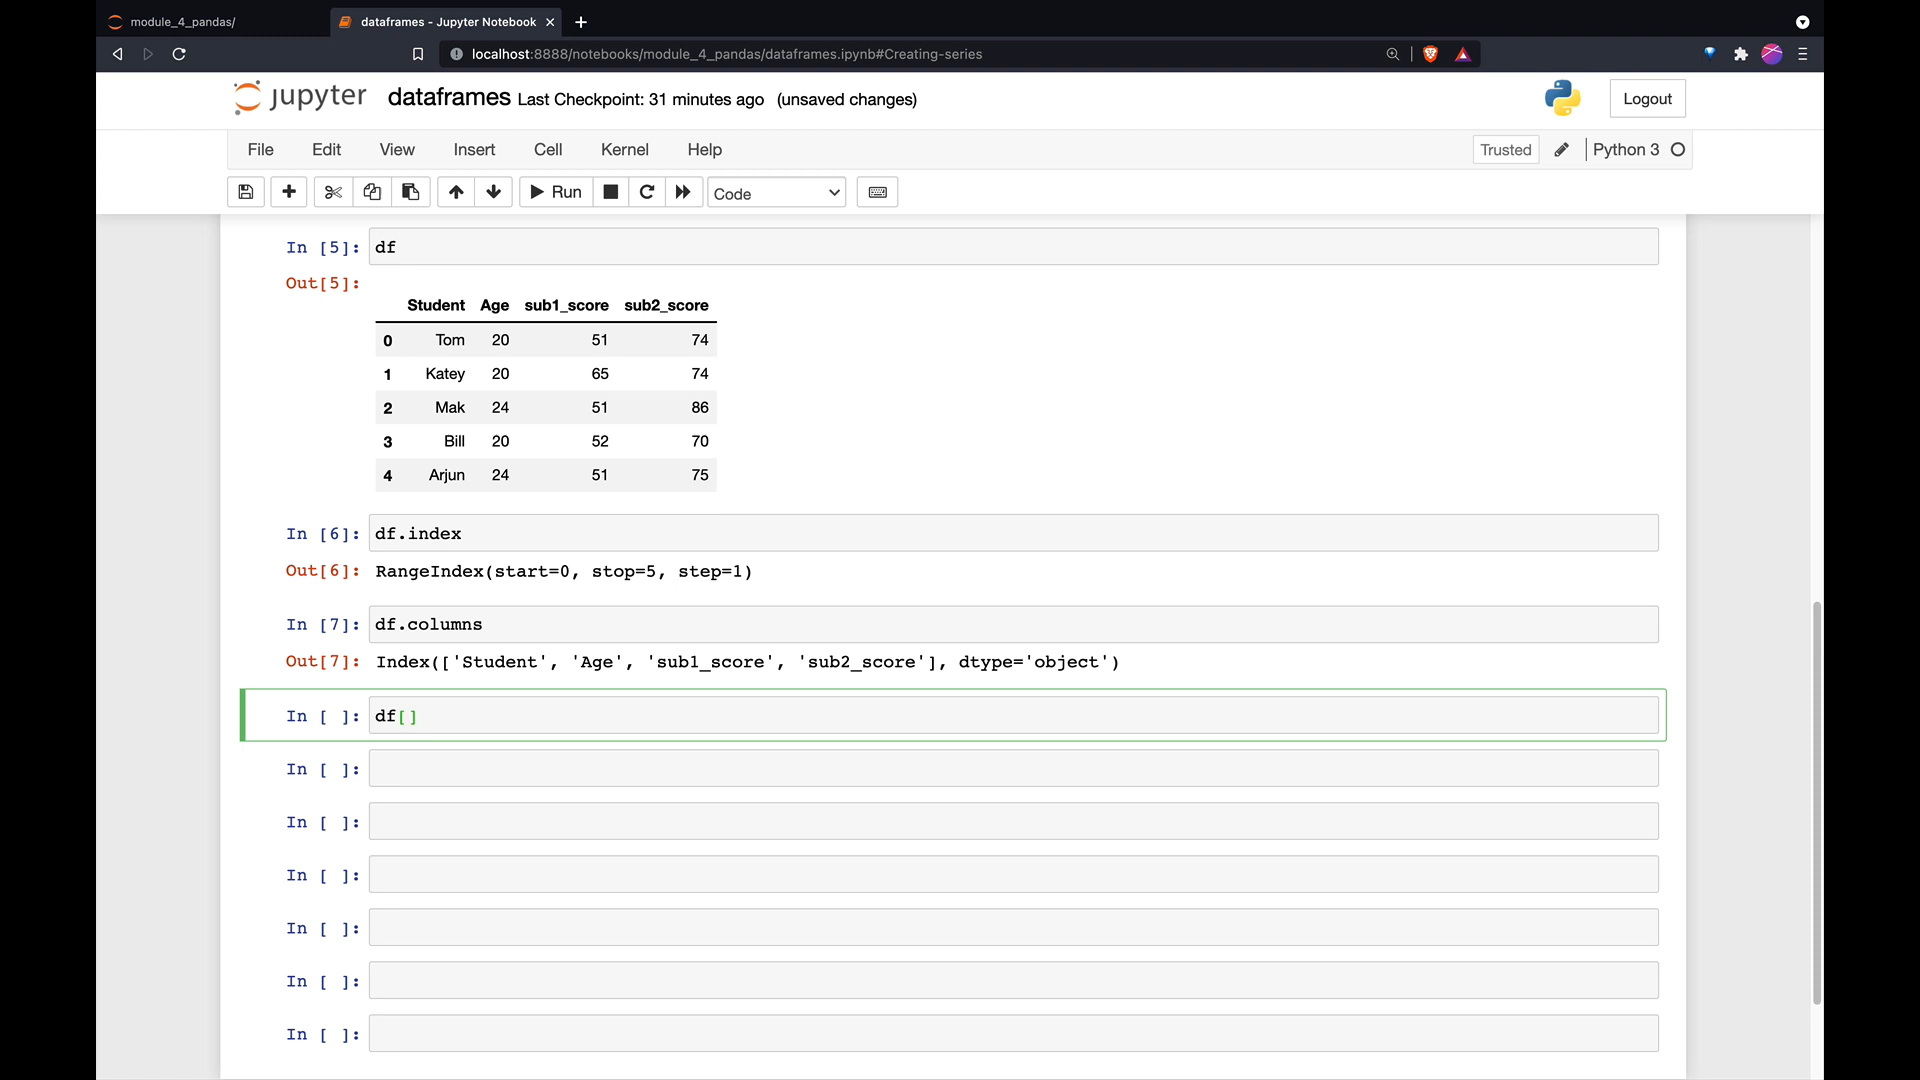 module_4_pandas/
dataframes - Jupyter Notebook
localhost:8888/notebooks/module_4_pandas/dataframes.ipynb#Creating-series
jupyter dataframes Last Checkpoint: 31 minutes ago (unsaved changes)
Logout
File Edit View Insert Cell Kernel Help
Trusted Python 3
Run Code
In [5]: df
Out[5]:
Student Age sub1_score sub2_score
0 Tom 20 51 74
1 Katey 20 65 74
2 Mak 24 51 86
3 Bill 20 52 70
4 Arjun 24 51 75
In [6]: df.index
Out[6]: RangeIndex(start=0, stop=5, step=1)
In [7]: df.columns
Out[7]: Index(['Student', 'Age', 'sub1_score', 'sub2_score'], dtype='object')
In [ ]: df[]
In [ ]:
In [ ]:
In [ ]:
In [ ]:
In [ ]:
In [ ]: